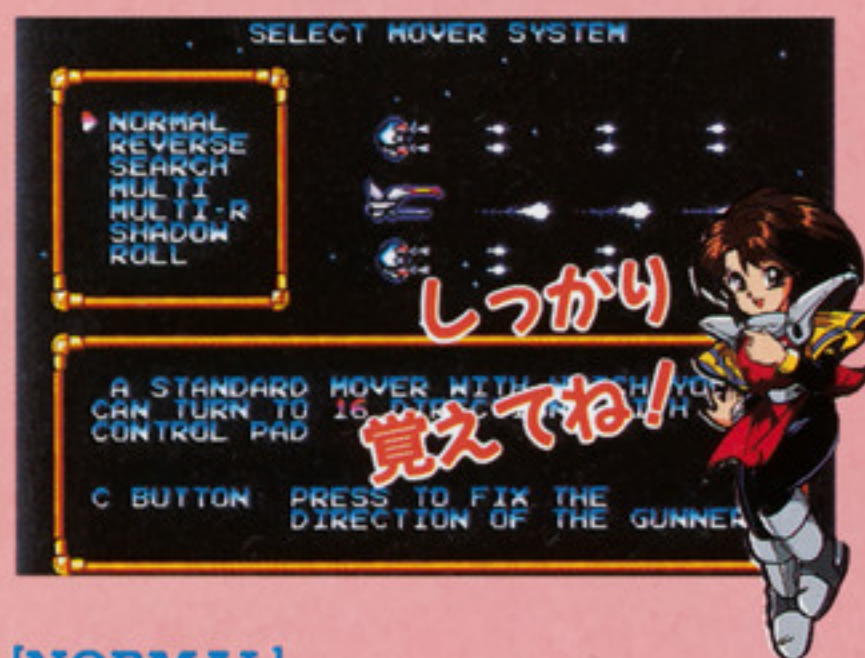 SELECT MOVER SYSTEM
NORMAL
REVERSE
SEARCH
MULTI
MULTI-R
SHADOW
ROLL
しっかり
覚えてね!
A STANDARD MOVER WITH
CAN TURN TO 16
CONTROL PAD
C BUTTON PRESS TO FIX THE
DIRECTION OF THE GUNNER
[NORMAL]